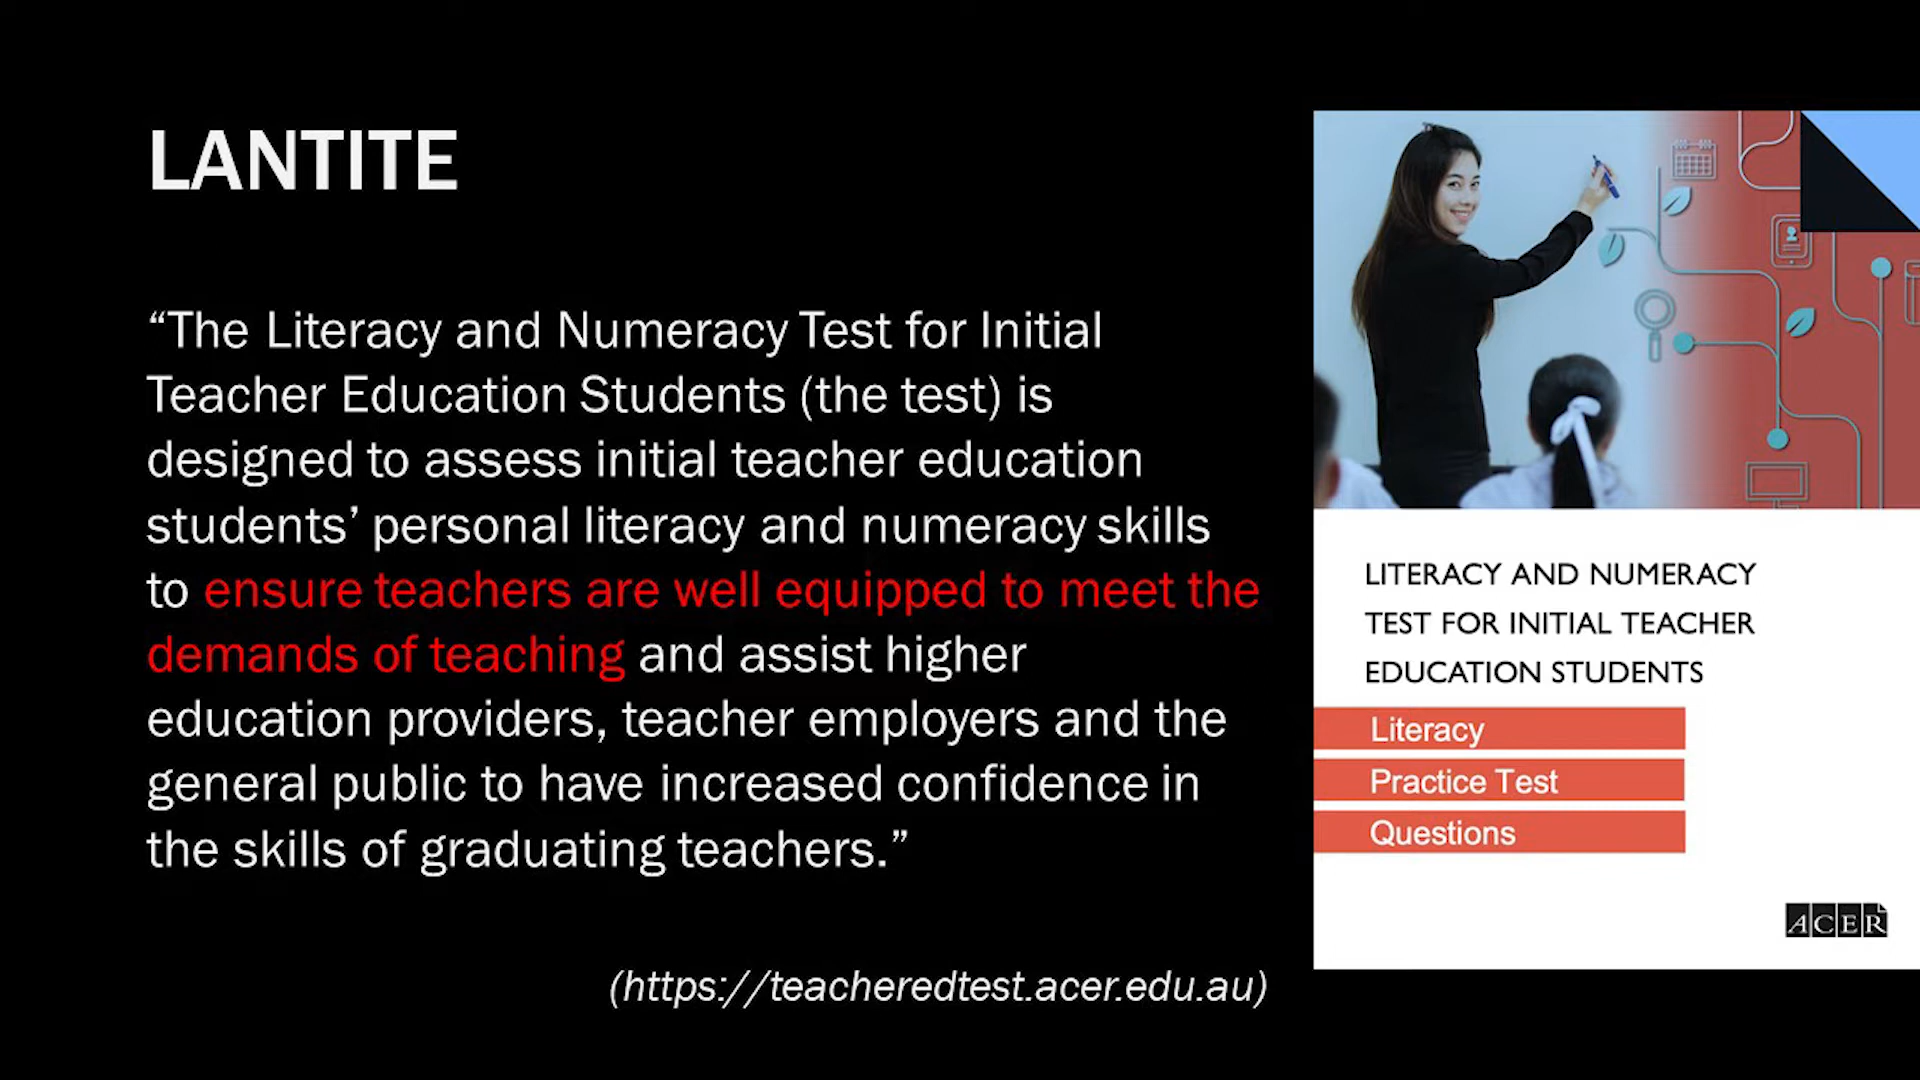 LANTITE
“The Literacy and Numeracy Test for Initial
Teacher Education Students (the test) is
designed to assess initial teacher education
students’ personal literacy and numeracy skills
to ensure teachers are well equipped to meet the
demands of teaching and assist higher
education providers, teacher employers and the
general public to have increased confidence in
the skills of graduating teachers.”
(https://teacheredtest.acer.edu.au)
LITERACY AND NUMERACY
TEST FOR INITIAL TEACHER
EDUCATION STUDENTS
Literacy
Practice Test
Questions
ACER